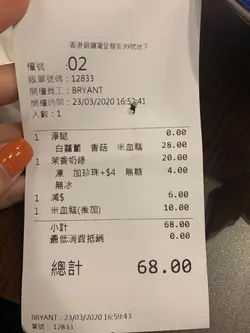 香港銅鑼灣登龍街39號地下
檯號 :02
賬單號碼 : 12833
開檯員工 : BRYANT
開檯時間 : 23/03/2020 16:52:41
人數 : 1
1 淨餸 0.00
白蘿蔔 香菇 米血糕 28.00
1 茉香奶綠 20.00
凍 加珍珠+$4 無糖 4.00
無冰
1 減$ 6.00
1 米血糕(後加) 10.00
小計 68.00
最低消費抵銷 0.00
總計 68.00
BRYANT : 23/03/2020 16:59:43
單號 : 12833